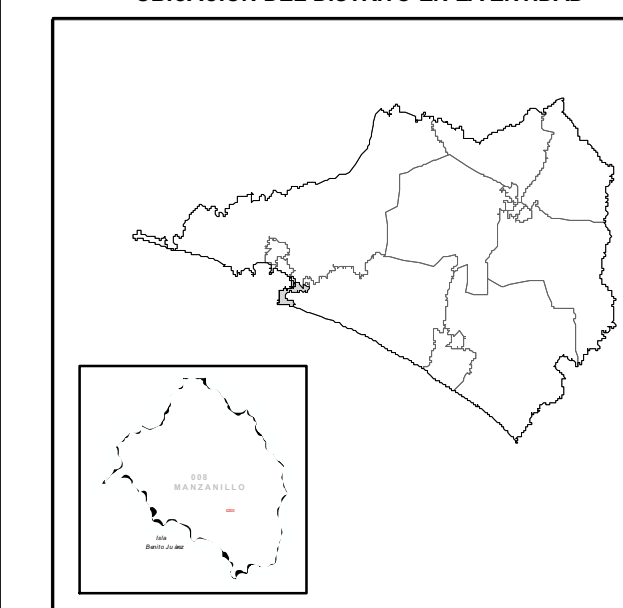 UBICACIÓN DEL DISTRITO EN LA ENTIDAD
008
MANZANILLO
Isla
Benito Juárez